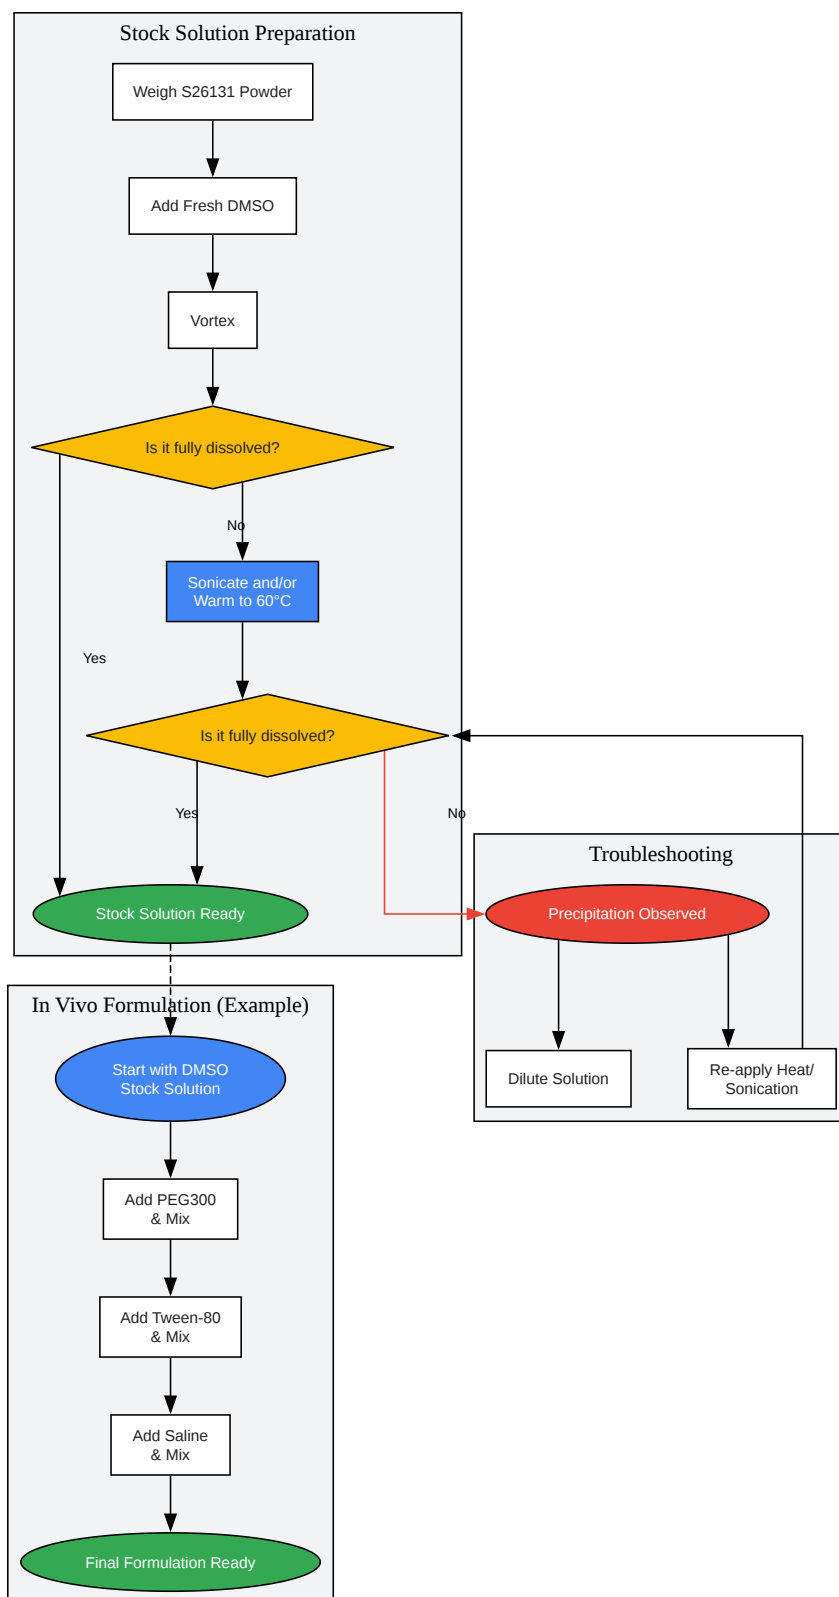 Stock Solution Preparation
Weigh S26131 Powder
Add Fresh DMSO
Vortex
Is it fully dissolved?
No
Sonicate and/or
Warm to 60°C
Yes
Is it fully dissolved?
Yes
No
Stock Solution Ready
Troubleshooting
Precipitation Observed
Dilute Solution
Re-apply Heat/
Sonication
In Vivo Formulation (Example)
Start with DMSO
Stock Solution
Add PEG300
& Mix
Add Tween-80
& Mix
Add Saline
& Mix
Final Formulation Ready